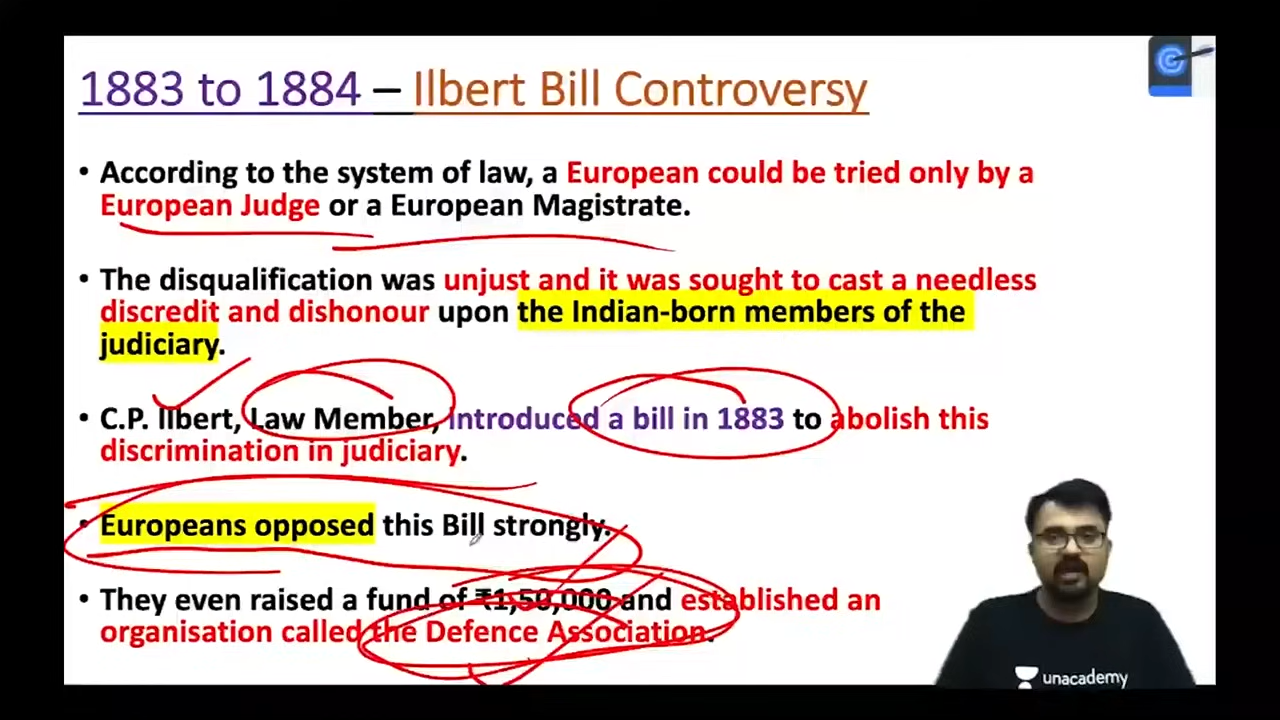 1883 to 1884 – Ilbert Bill Controversy
• According to the system of law, a European could be tried only by a
European Judge or a European Magistrate.
• The disqualification was unjust and it was sought to cast a needless
discredit and dishonour upon the Indian-born members of the
judiciary.
• C.P. Ilbert, Law Member, introduced a bill in 1883 to abolish this
discrimination in judiciary.
• Europeans opposed this Bill strongly.
• They even raised a fund of ₹1,50,000 and established an
organisation called the Defence Association.
unacademy